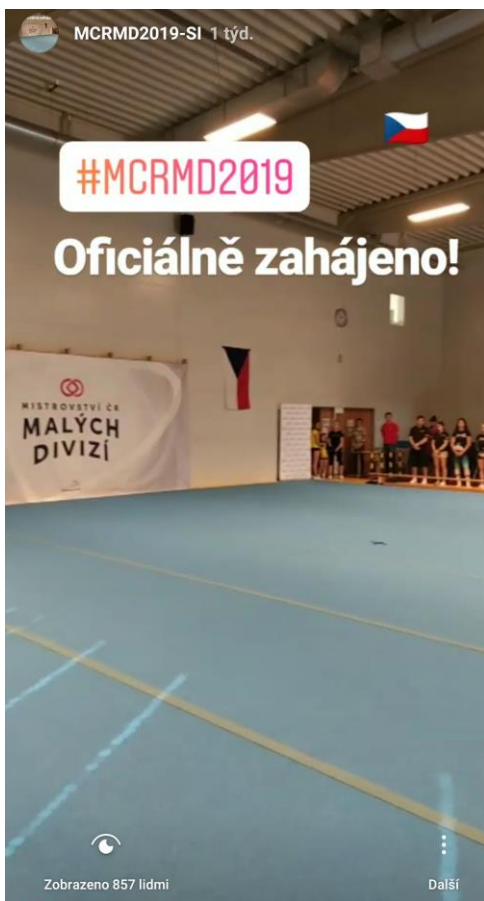 MCRMD2019-SI 1 týd.
#MCRMD2019
Oficiálně zahájeno!
MISTROVSTVÍ ČR
MALÝCH
DIVIZÍ
Zobrazeno 857 lidmi
Další